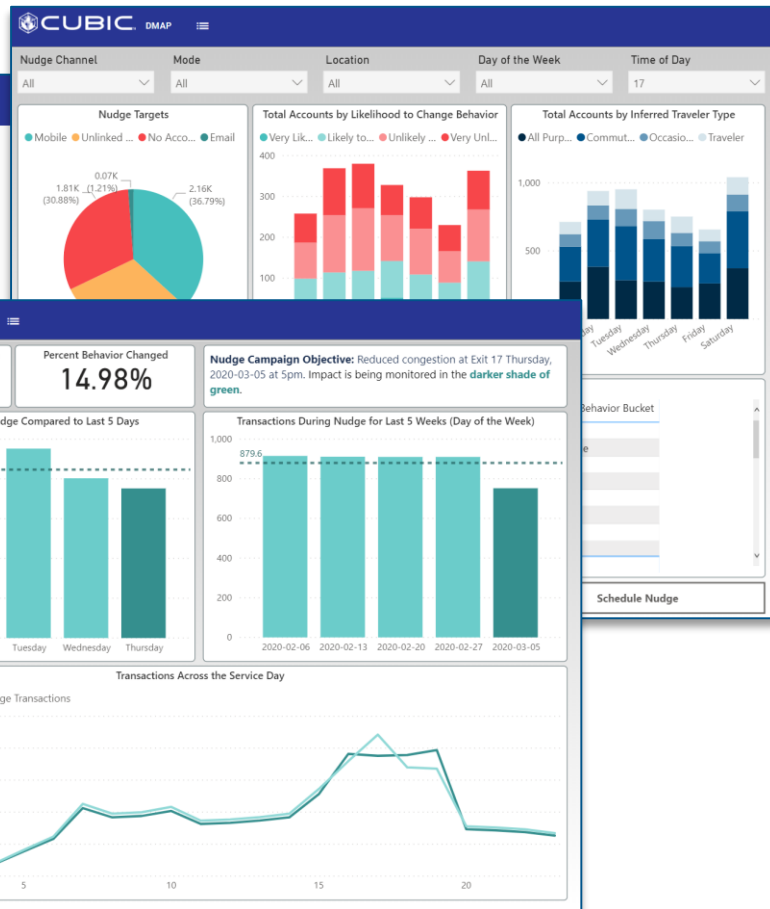 CUBIC DMAP
Nudge Channel Mode Location Day of the Week Time of Day
All All All All 17
Nudge Targets
Mobile Unlinked ... No Acco... Email
0.07K
(1.21%)
1.81K
(30.88%)
2.16K
(36.79%)
Total Accounts by Likelihood to Change Behavior
Very Lik... Likely to... Unlikely ... Very Unl...
400
300
200
100
Total Accounts by Inferred Traveler Type
All Purp... Commut... Occasio... Traveler
1,000
500
Tuesday
Wednesday
Thursday
Friday
Saturday
Behavior Bucket
Schedule Nudge
Percent Behavior Changed
14.98%
Nudge Campaign Objective: Reduced congestion at Exit 17 Thursday,
2020-03-05 at 5pm. Impact is being monitored in the darker shade of
green.
dge Compared to Last 5 Days
Tuesday Wednesday Thursday
Transactions During Nudge for Last 5 Weeks (Day of the Week)
1,000
879.6
800
600
400
200
0
2020-02-06 2020-02-13 2020-02-20 2020-02-27 2020-03-05
Transactions Across the Service Day
ge Transactions
5 10 15 20